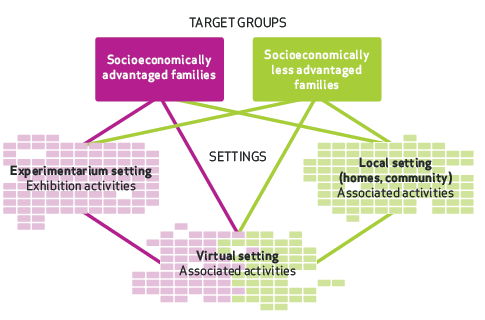 TARGET GROUPS
Socioeconomically
advantaged families
Socioeconomically
less advantaged
families
SETTINGS
Experimentarium setting
Exhibition activities
Local setting
(homes, community)
Associated activities
Virtual setting
Associated activities